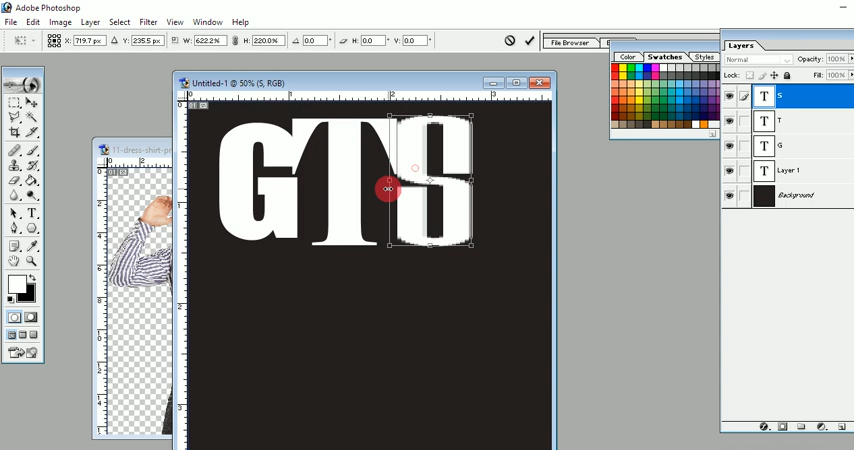 Adobe Photoshop
File Edit Image Layer Select Filter View Window Help
X: 719.7 px Y: 235.5 px W: 622.2% H: 220.0% 0.0 ° H: 0.0 ° V: 0.0 °
File Browser
Color Swatches Styles
Layers
Normal Opacity: 100%
Lock: Fill: 100%
T S
T T
T G
T Layer 1
Background
Untitled-1 @ 50% (S, RGB)
GTS